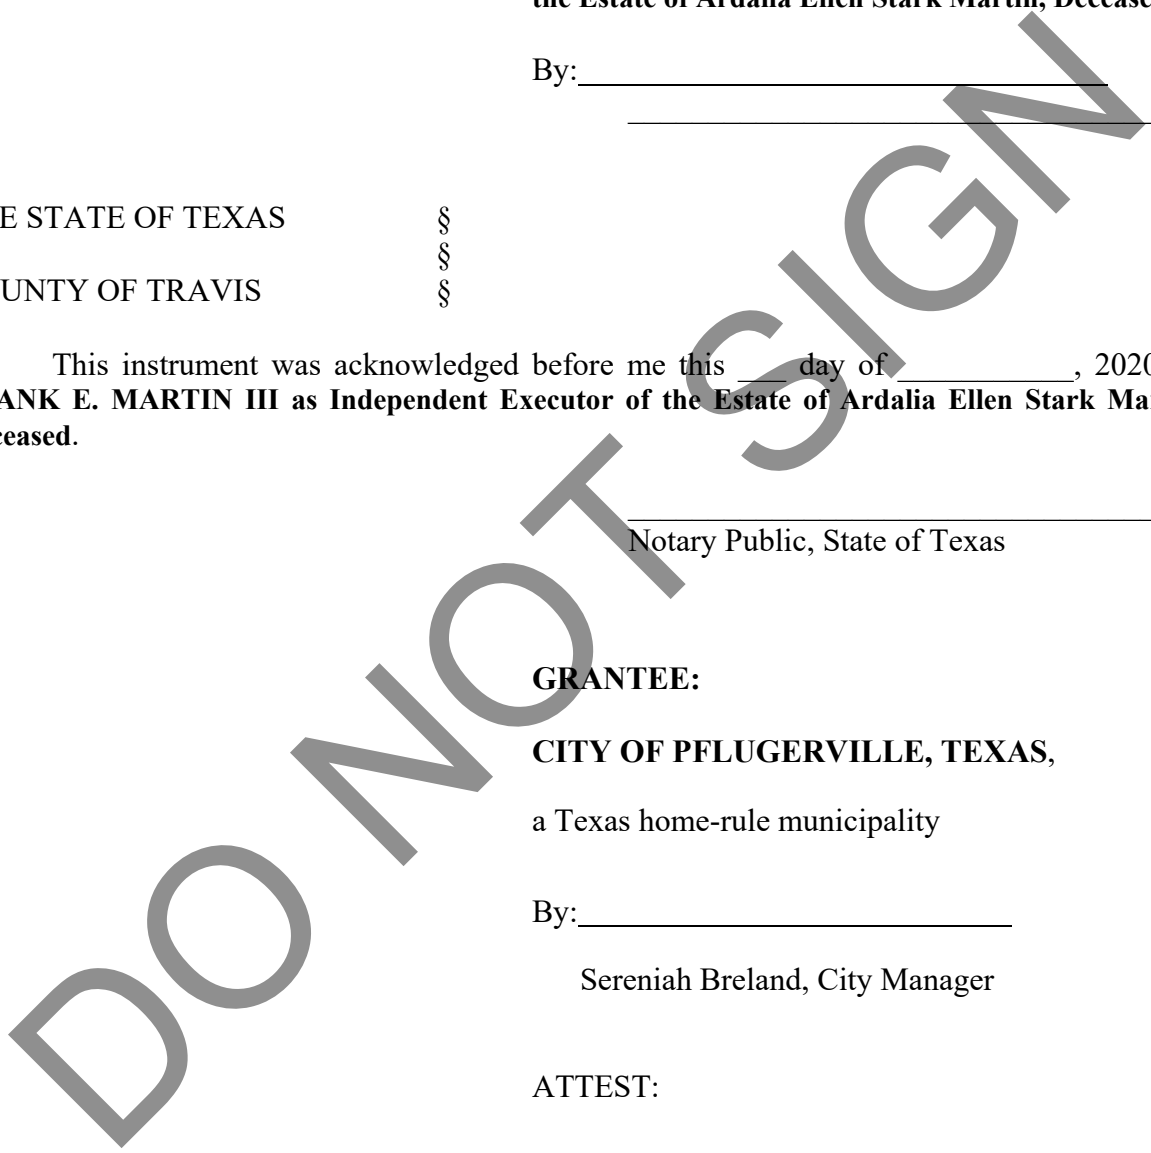 the Estate of Ardalia Ellen Stark Martin, Decease
By:
E STATE OF TEXAS §
§
UNTY OF TRAVIS §
This instrument was acknowledged before me this ___ day of ___________, 2020
ANK E. MARTIN III as Independent Executor of the Estate of Ardalia Ellen Stark Mar
ceased.
Notary Public, State of Texas
GRANTEE:
CITY OF PFLUGERVILLE, TEXAS,
a Texas home-rule municipality
By:
Sereniah Breland, City Manager
ATTEST:
DO NOT SIGN